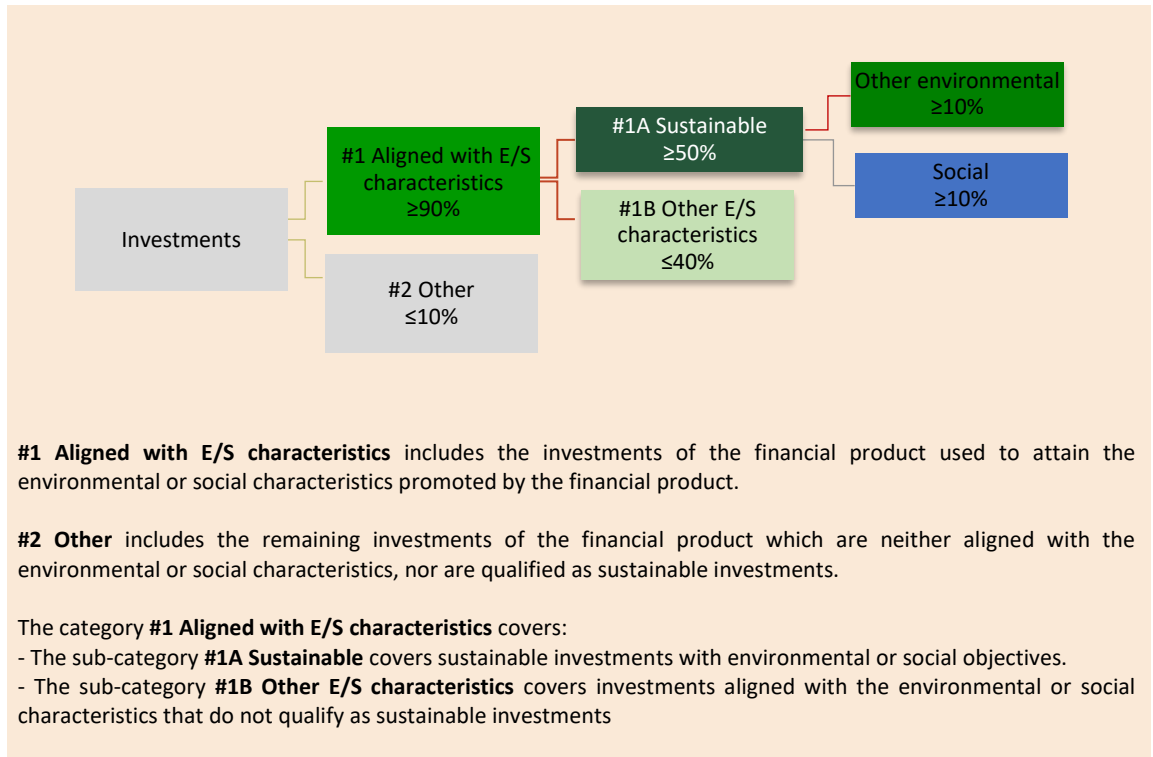 Other environmental
≥10%
#1A Sustainable
≥50%
#1 Aligned with E/S
characteristics
≥90%
Social
≥10%
#1B Other E/S
characteristics
≤40%
Investments
#2 Other
≤10%
#1 Aligned with E/S characteristics includes the investments of the financial product used to attain the
environmental or social characteristics promoted by the financial product.
#2 Other includes the remaining investments of the financial product which are neither aligned with the
environmental or social characteristics, nor are qualified as sustainable investments.
The category #1 Aligned with E/S characteristics covers:
- The sub-category #1A Sustainable covers sustainable investments with environmental or social objectives.
- The sub-category #1B Other E/S characteristics covers investments aligned with the environmental or social
characteristics that do not qualify as sustainable investments